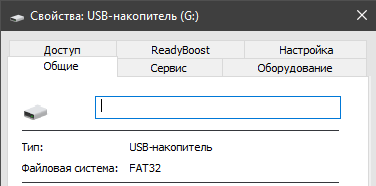 Свойства: USB-накопитель (G:)
Доступ ReadyBoost Настройка
Общие Сервис Оборудование
Тип: USB-накопитель
Файловая система: FAT32